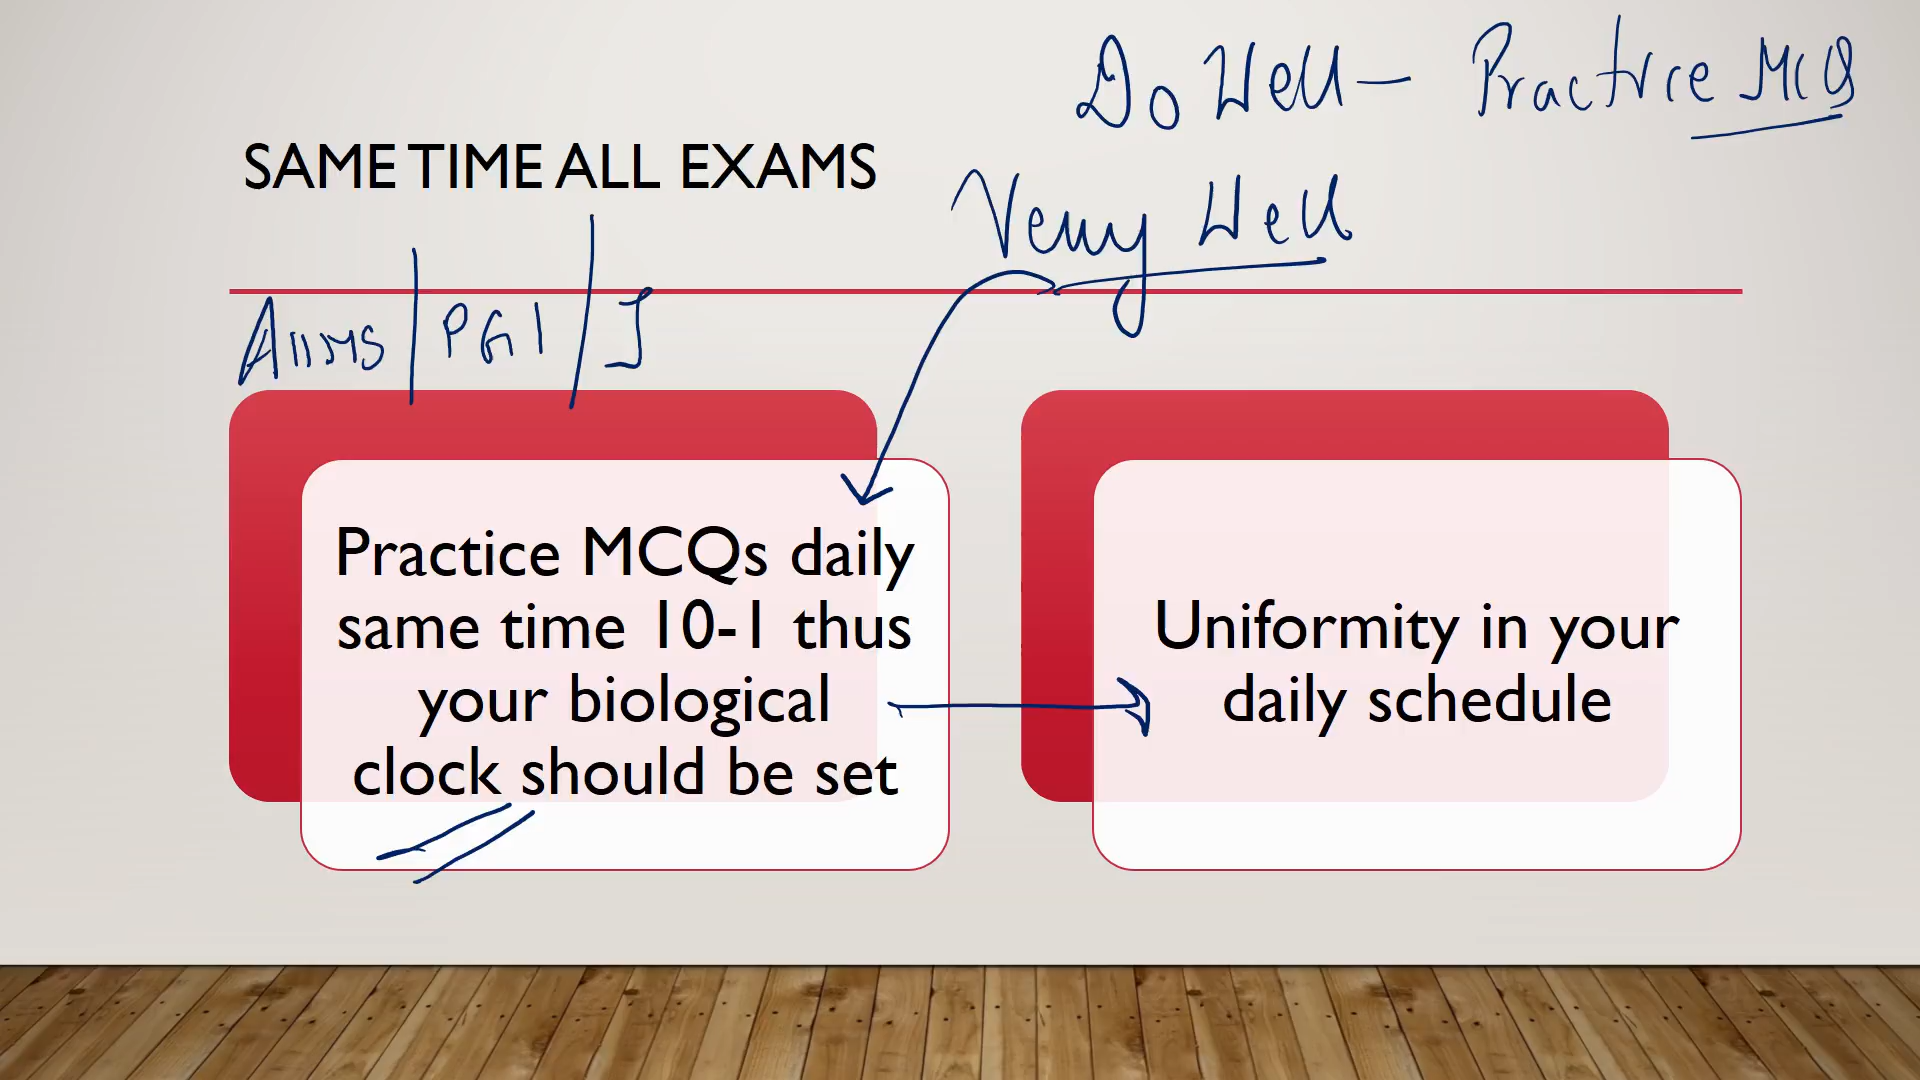 Do Well - Practice MCQ
SAME TIME ALL EXAMS
Very Well
AIIMS | PGI | J
Practice MCQs daily
same time 10-1 thus
your biological
clock should be set
Uniformity in your
daily schedule